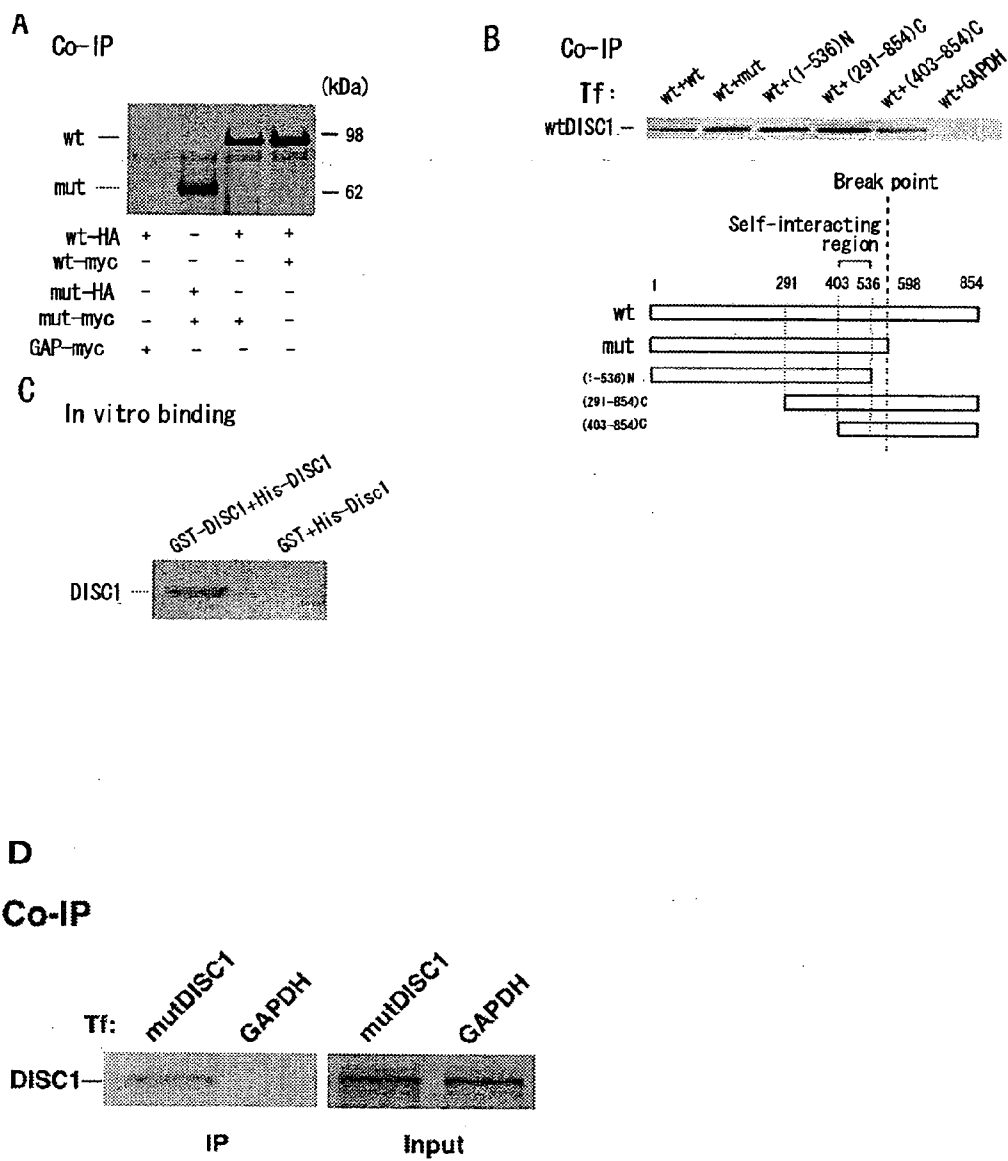 A
Co-IP
(kDa)
wt
98
mut
62
wt-HA + - + +
wt-myc - - - +
mut-HA - + - -
mut-myc - + + -
GAP-myc + - - -
B
Co-IP
Tf:
wt+wt
wt+mut
wt+(1-536)N
wt+(291-854)C
wt+(403-854)C
wt+GAPDH
wtDISC1
Break point
Self-interacting
region
1 291 403 536 598 854
wt
mut
(1-536)N
(291-854)C
(403-854)C
C
In vitro binding
GST-DISC1+His-DISC1
GST+His-Disc1
DISC1
D
Co-IP
Tf:
mutDISC1
GAPDH
mutDISC1
GAPDH
DISC1
IP
Input